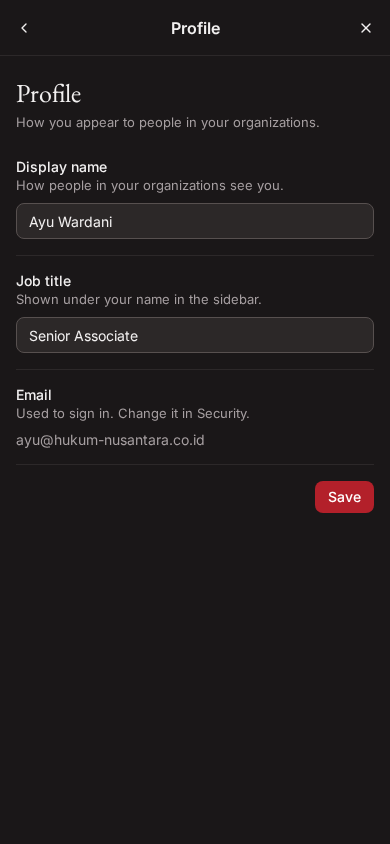 Profile
Profile
How you appear to people in your organizations.
Display name
How people in your organizations see you.
Ayu Wardani
Job title
Shown under your name in the sidebar.
Senior Associate
Email
Used to sign in. Change it in Security.
ayu@hukum-nusantara.co.id
Save